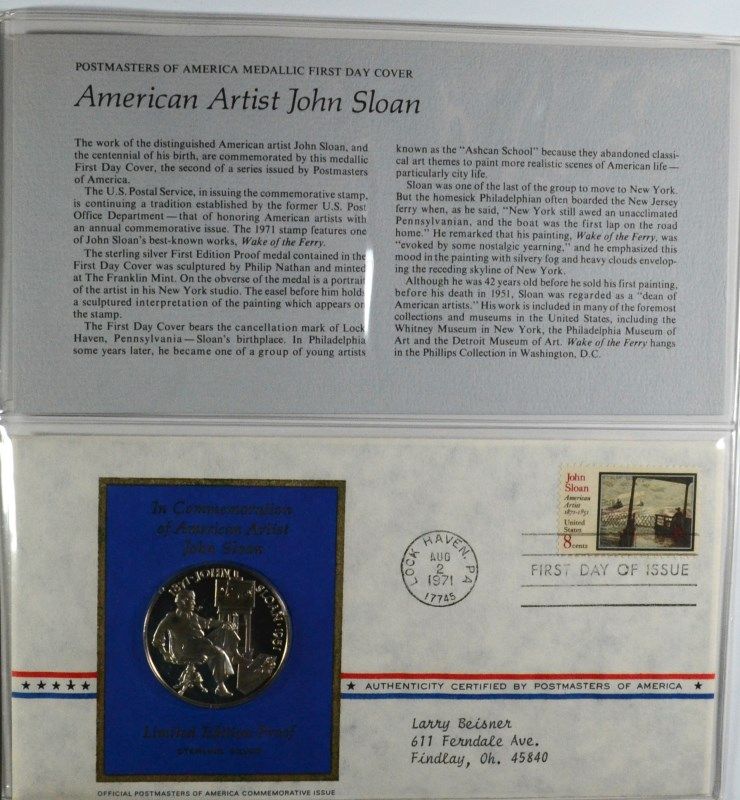 POSTMASTERS OF AMERICA MEDALLIC FIRST DAY COVER
American Artist John Sloan
The work of the distinguished American artist John Sloan, and
the centennial of his birth, are commemorated by this medallic
First Day Cover, the second of a series issued by Postmasters
of America.
The U.S. Postal Service, in issuing the commemorative stamp,
is continuing a tradition established by the former U.S. Post
Office Department — that of honoring American artists with
an annual commemorative issue. The 1971 stamp features one
of John Sloan's best-known works, Wake of the Ferry.
The sterling silver First Edition Proof medal contained in the
First Day Cover was sculptured by Philip Nathan and minted
at The Franklin Mint. On the obverse of the medal is a portrait
of the artist in his New York studio. The easel before him holds
a sculptured interpretation of the painting which appears on
the stamp.
The First Day Cover bears the cancellation mark of Lock
Haven, Pennsylvania — Sloan's birthplace. In Philadelphia
some years later, he became one of a group of young artists
known as the "Ashcan School" because they abandoned classi-
cal art themes to paint more realistic scenes of American life —
particularly city life.
Sloan was one of the last of the group to move to New York.
But the homesick Philadelphian often boarded the New Jersey
ferry when, as he said, "New York still awed an unacclimated
Pennsylvanian, and the boat was the first lap on the road
home." He remarked that his painting, Wake of the Ferry, was
"evoked by some nostalgic yearning," and he emphasized this
mood in the painting with silvery fog and heavy clouds envelop-
ing the receding skyline of New York.
Although he was 42 years old before he sold his first painting,
before his death in 1951, Sloan was regarded as a "dean of
American artists." His work is included in many of the foremost
collections and museums in the United States, including the
Whitney Museum in New York, the Philadelphia Museum of
Art and the Detroit Museum of Art. Wake of the Ferry hangs
in the Phillips Collection in Washington, D.C.
In Commemoration
of American Artist
John Sloan
1871·JOHN SLOAN·1951
Limited Edition Proof
STERLING SILVER
OFFICIAL POSTMASTERS OF AMERICA COMMEMORATIVE ISSUE
LOCK HAVEN, PA
AUG
2
1971
17745
John
Sloan
American
Artist
1871-1951
United
States
8 cents
FIRST DAY OF ISSUE
AUTHENTICITY CERTIFIED BY POSTMASTERS OF AMERICA
Larry Beisner
611 Ferndale Ave.
Findlay, Oh. 45840